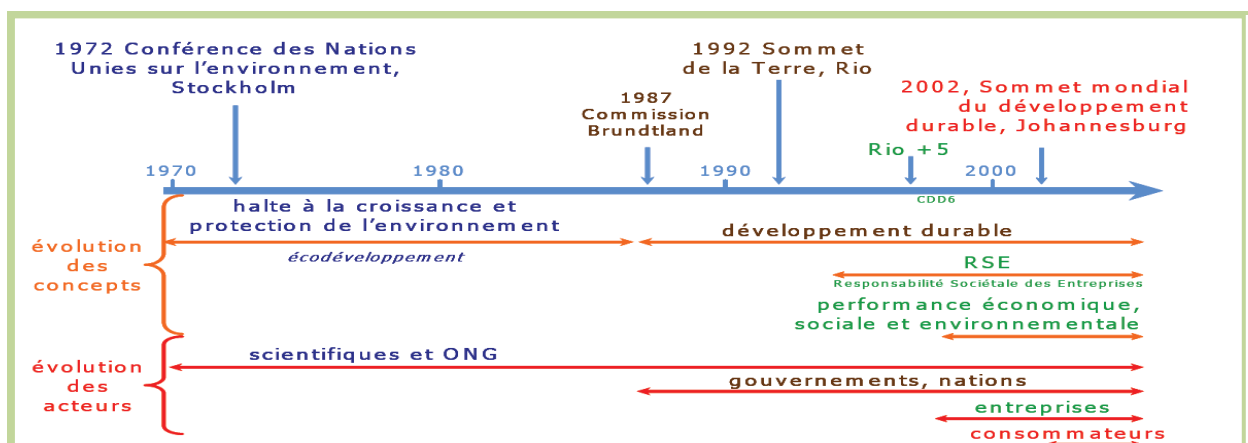 1972 Conférence des Nations
Unies sur l'environnement,
Stockholm
1987
Commission
Brundtland
1992 Sommet
de la Terre, Rio
2002, Sommet mondial
du développement
durable, Johannesburg
Rio +5
1970
1980
1990
2000
CDD6
évolution
des
concepts
halte à la croissance et
protection de l'environnement
écodéveloppement
développement durable
RSE
Responsabilité Sociétale des Entreprises
performance économique,
sociale et environnementale
évolution
des
acteurs
scientifiques et ONG
gouvernements, nations
entreprises
consommateurs